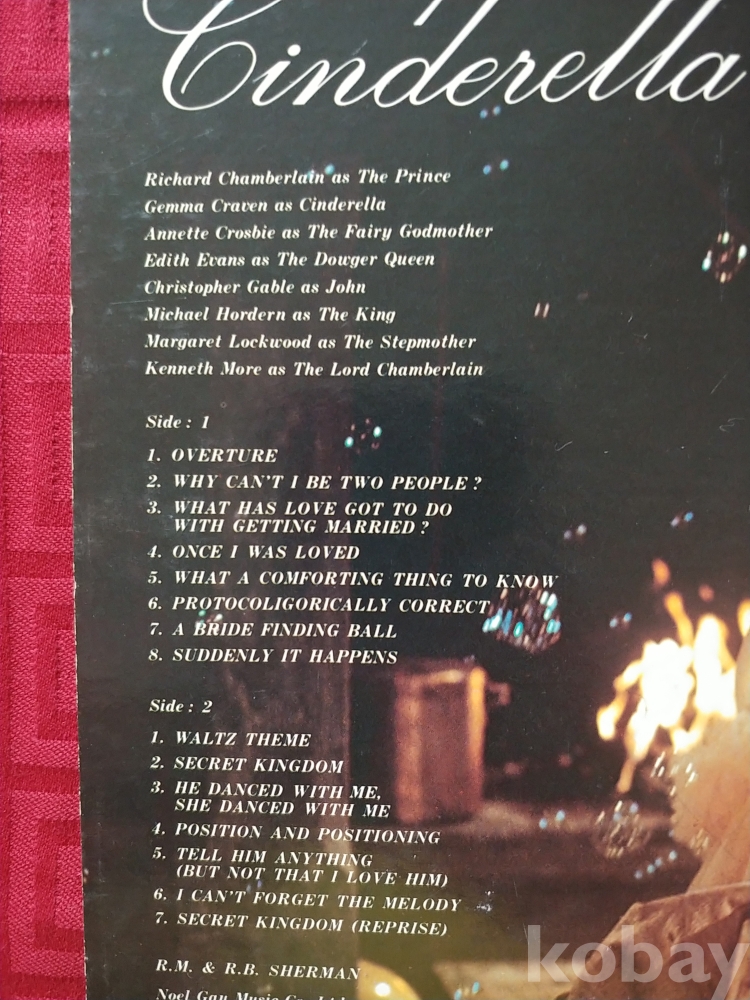 Cinderella
Richard Chamberlain as The Prince
Gemma Craven as Cinderella
Annette Crosbie as The Fairy Godmother
Edith Evans as The Dowger Queen
Christopher Gable as John
Michael Hordern as The King
Margaret Lockwood as The Stepmother
Kenneth More as The Lord Chamberlain
Side : 1
1. OVERTURE
2. WHY CAN'T I BE TWO PEOPLE ?
3. WHAT HAS LOVE GOT TO DO
WITH GETTING MARRIED ?
4. ONCE I WAS LOVED
5. WHAT A COMFORTING THING TO KNOW
6. PROTOCOLIGORICALLY CORRECT
7. A BRIDE FINDING BALL
8. SUDDENLY IT HAPPENS
Side : 2
1. WALTZ THEME
2. SECRET KINGDOM
3. HE DANCED WITH ME,
SHE DANCED WITH ME
4. POSITION AND POSITIONING
5. TELL HIM ANYTHING
(BUT NOT THAT I LOVE HIM)
6. I CAN'T FORGET THE MELODY
7. SECRET KINGDOM (REPRISE)
R.M. & R.B. SHERMAN
Noel Gay Music Co., Ltd
kobay